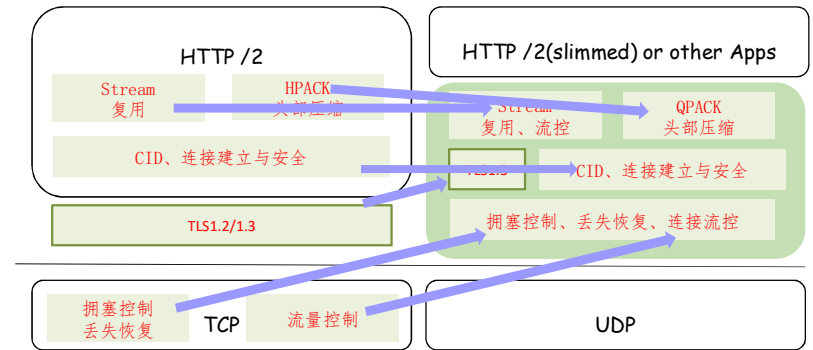 HTTP /2
Stream
复用
HPACK
头部压缩
CID、连接建立与安全
TLS1.2/1.3
HTTP /2(slimmed) or other Apps
Stream
复用、流控
QPACK
头部压缩
TLS1.3
CID、连接建立与安全
拥塞控制、丢失恢复、连接流控
拥塞控制
丢失恢复
TCP
流量控制
UDP